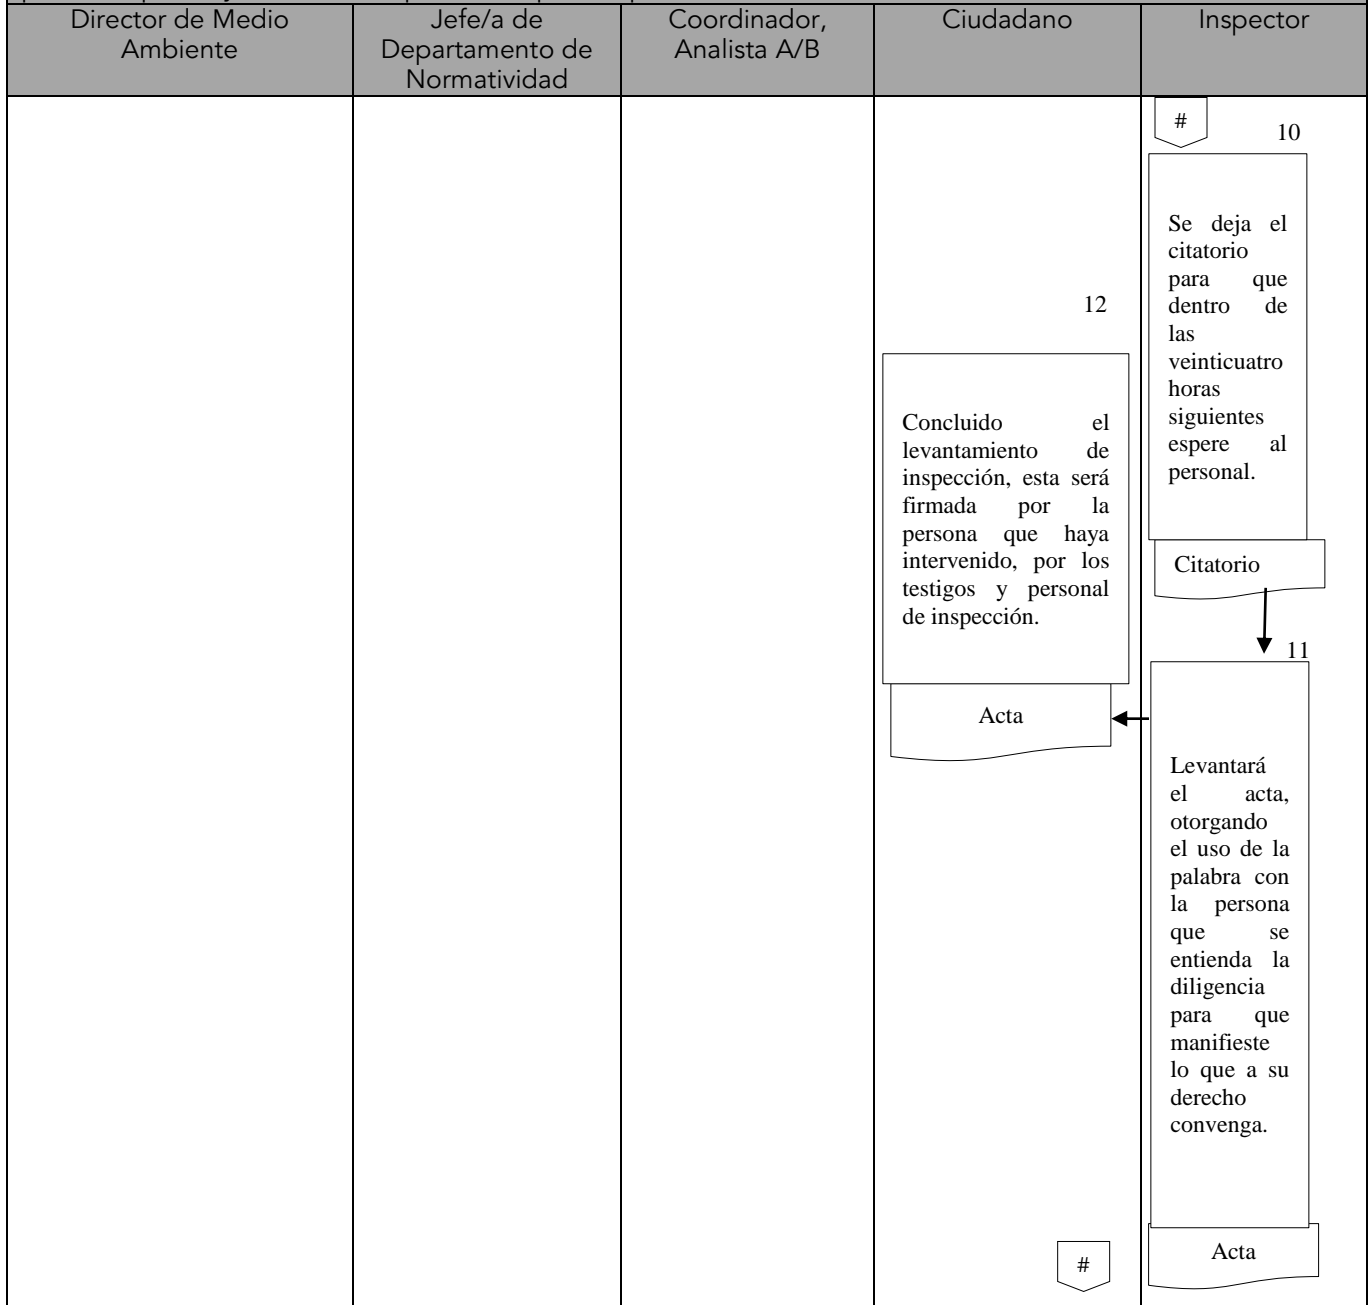 Director de Medio
Ambiente
Jefe/a de
Departamento de
Normatividad
Coordinador,
Analista A/B
Ciudadano
Inspector
#
10
Se deja el
citatorio
para que
dentro de
las
veinticuatro
horas
siguientes
espere al
personal.
Citatorio
11
Levantará
el acta,
otorgando
el uso de la
palabra con
la persona
que se
entienda la
diligencia
para que
manifieste
lo que a su
derecho
convenga.
Acta
12
Concluido el
levantamiento de
inspección, esta será
firmada por la
persona que haya
intervenido, por los
testigos y personal
de inspección.
Acta
#